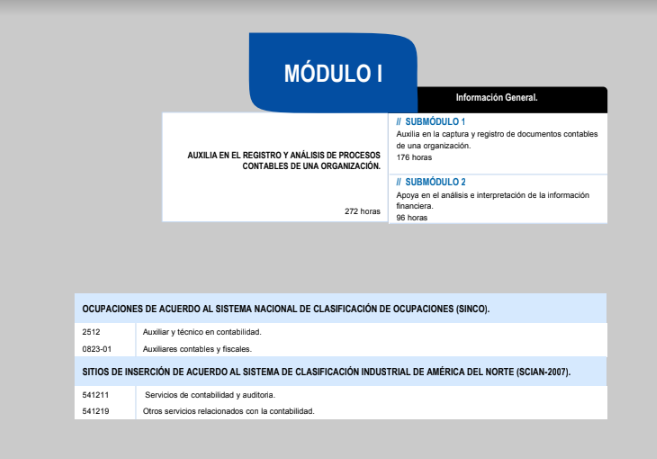 MÓDULO I
Información General.
AUXILIA EN EL REGISTRO Y ANÁLISIS DE PROCESOS
CONTABLES DE UNA ORGANIZACIÓN.
272 horas
// SUBMÓDULO 1
Auxilia en la captura y registro de documentos contables
de una organización.
176 horas
// SUBMÓDULO 2
Apoya en el análisis e interpretación de la información
financiera.
96 horas
OCUPACIONES DE ACUERDO AL SISTEMA NACIONAL DE CLASIFICACIÓN DE OCUPACIONES (SINCO).
2512 Auxiliar y técnico en contabilidad.
0823-01 Auxiliares contables y fiscales.
SITIOS DE INSERCIÓN DE ACUERDO AL SISTEMA DE CLASIFICACIÓN INDUSTRIAL DE AMÉRICA DEL NORTE (SCIAN-2007).
541211 Servicios de contabilidad y auditoria.
541219 Otros servicios relacionados con la contabilidad.